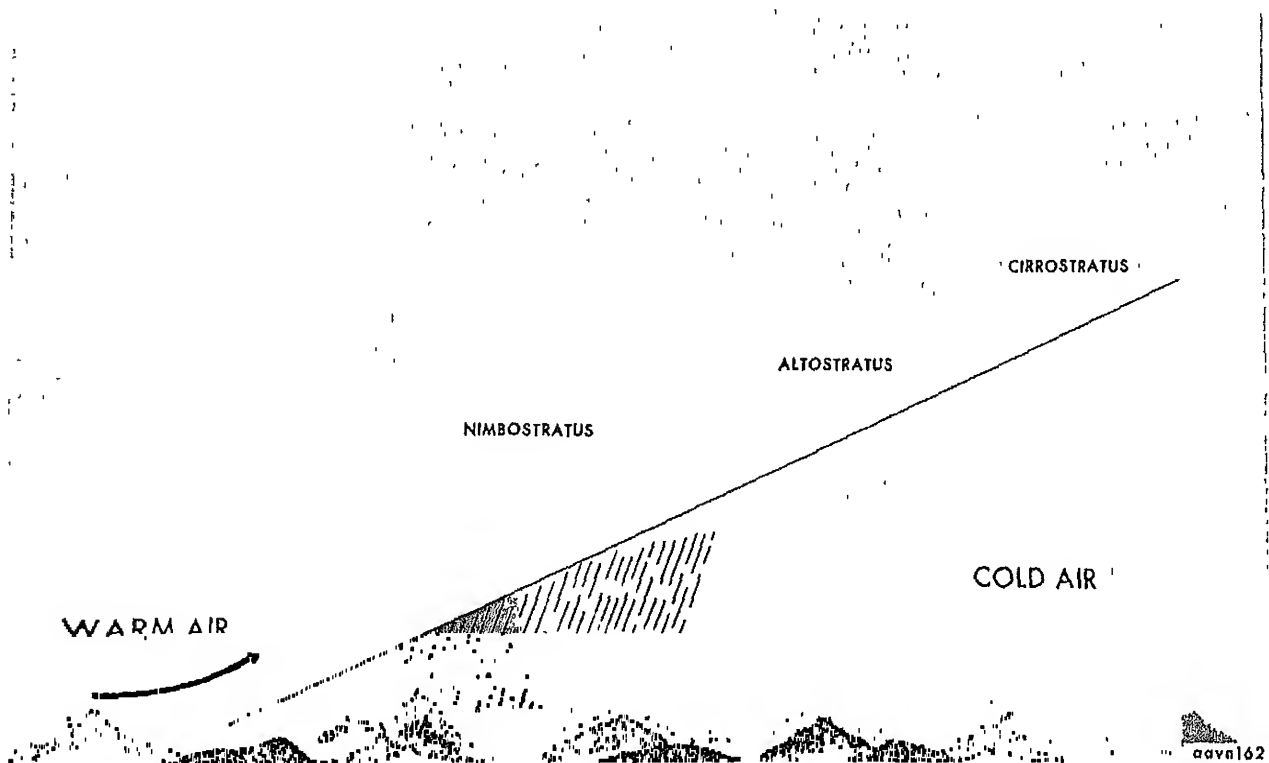 CIRROSTRATUS
ALTOSTRATUS
NIMBOSTRATUS
COLD AIR
WARM AIR
aavn162